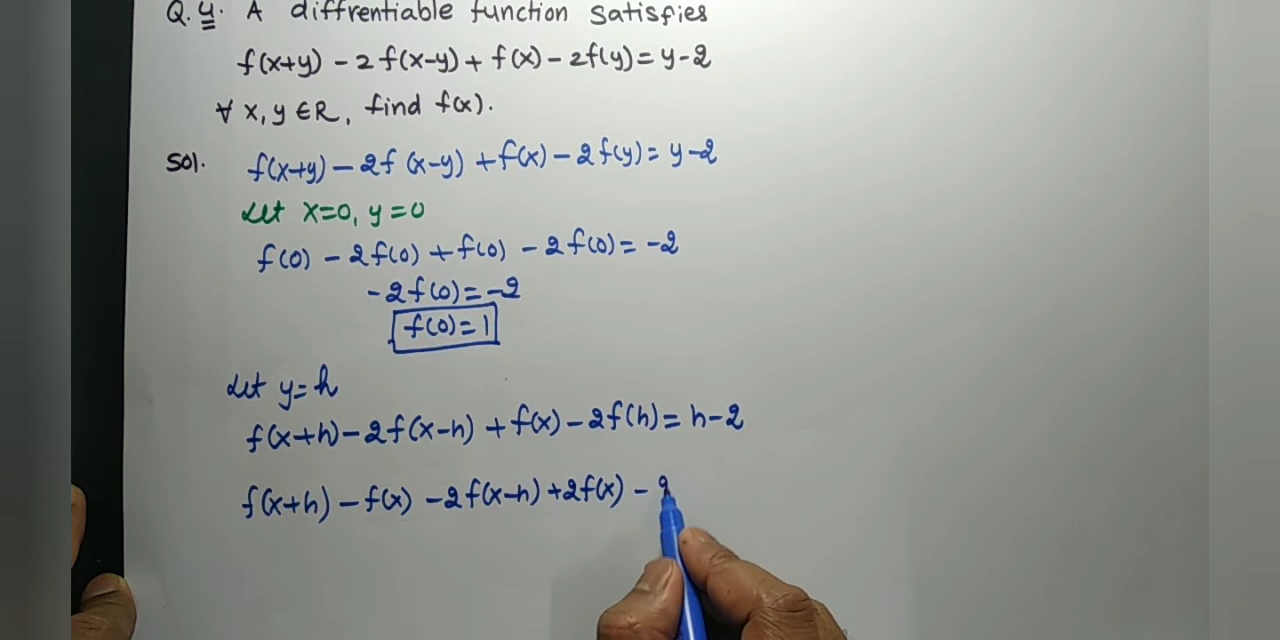 Q.4. A diffrentiable function satisfies
f(x+y) - 2f(x-y) + f(x) - 2f(y) = y-2
∀ x, y ∈ R, find f(x).
Sol. f(x+y) - 2f(x-y) + f(x) - 2f(y) = y-2
Let x=0, y=0
f(0) - 2f(0) + f(0) - 2f(0) = -2
-2f(0) = -2
f(0) = 1
Let y=h
f(x+h) - 2f(x-h) + f(x) - 2f(h) = h-2
f(x+h) - f(x) - 2f(x-h) + 2f(x) -